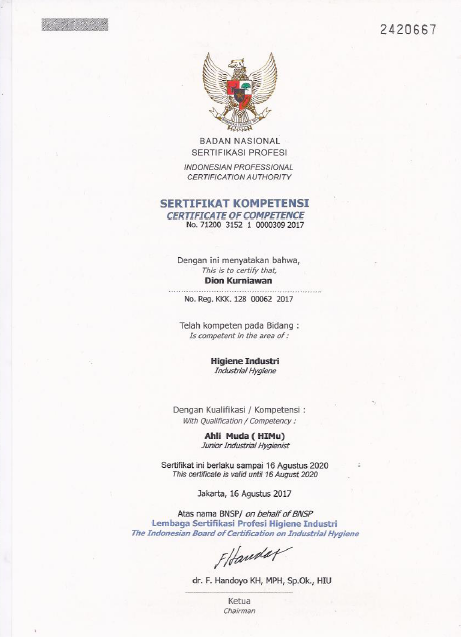 2420667
BADAN NASIONAL
SERTIFIKASI PROFESI
INDONESIAN PROFESSIONAL
CERTIFICATION AUTHORITY
SERTIFIKAT KOMPETENSI
CERTIFICATE OF COMPETENCE
No. 71200 3152 1 0000309 2017
Dengan ini menyatakan bahwa,
This is to certify that,
Dion Kurniawan
No. Reg. KKK. 128 00062 2017
Telah kompeten pada Bidang :
Is competent in the area of :
Higiene Industri
Industrial Hygiene
Dengan Kualifikasi / Kompetensi :
With Qualification / Competency :
Ahli Muda ( HIMu)
Junior Industrial Hygienist
Sertifikat ini berlaku sampai 16 Agustus 2020
This certificate is valid until 16 August 2020
Jakarta, 16 Agustus 2017
Atas nama BNSP/ on behalf of BNSP
Lembaga Sertifikasi Profesi Higiene Industri
The Indonesian Board of Certification on Industrial Hygiene
dr. F. Handoyo KH, MPH, Sp.Ok., HIU
Ketua
Chairman